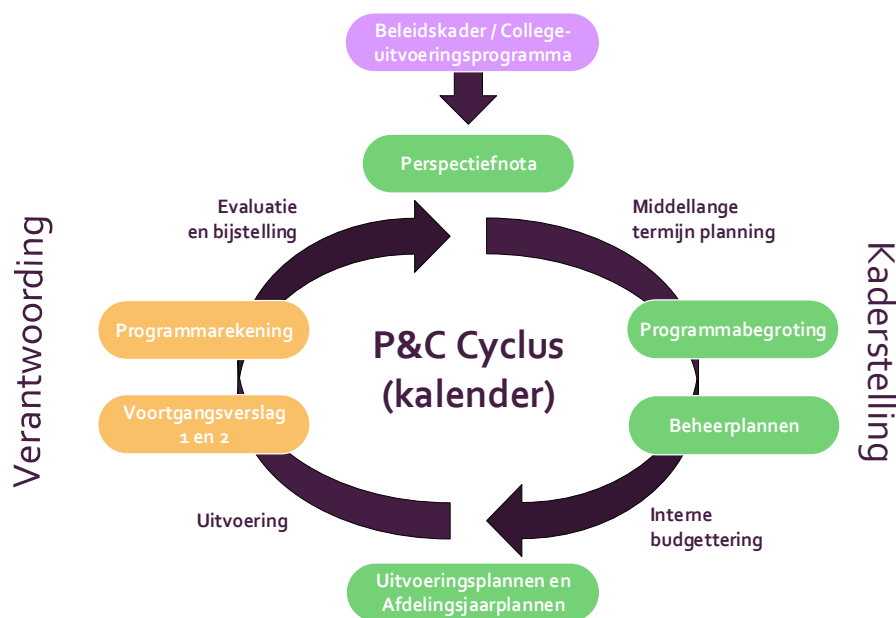 Beleidskader / College-
uitvoeringsprogramma
Perspectiefnota
Evaluatie
en bijstelling
Middellange
termijn planning
Verantwoording
Kaderstelling
Programmarekening
Programmabegroting
P&C Cyclus
(kalender)
Voortgangsverslag
1 en 2
Beheerplannen
Uitvoering
Interne
budgettering
Uitvoeringsplannen en
Afdelingsjaarplannen